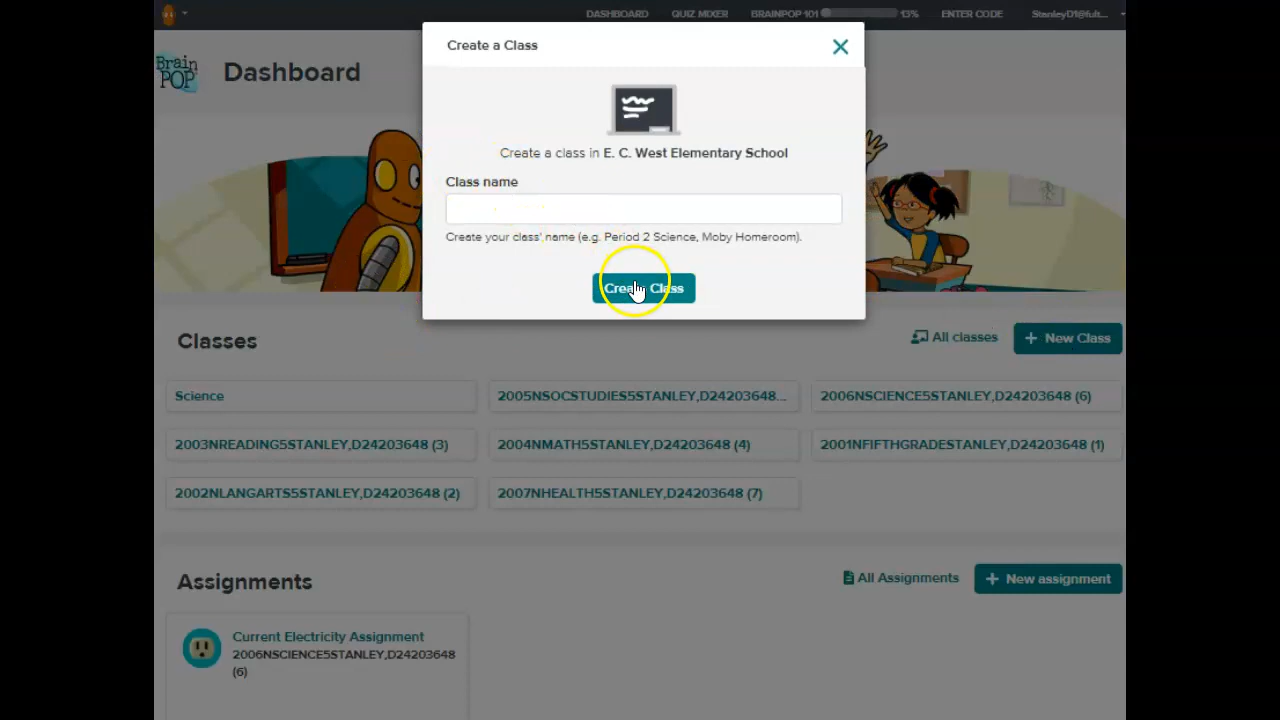 DASHBOARD QUIZ MIXER BRAINPOP 101 13% ENTER CODE StanleyD1@fult...
Create a Class
Brain
POP
Dashboard
Create a class in E. C. West Elementary School
Class name
Create your class' name (e.g. Period 2 Science, Moby Homeroom).
Create Class
Classes
All classes
+ New Class
Science
2005NSOCSTUDIES5STANLEY,D24203648...
2006NSCIENCE5STANLEY,D24203648 (6)
2003NREADING5STANLEY,D24203648 (3)
2004NMATH5STANLEY,D24203648 (4)
2001NFIFTHGRADESTANLEY,D24203648 (1)
2002NLANGARTS5STANLEY,D24203648 (2)
2007NHEALTH5STANLEY,D24203648 (7)
Assignments
All Assignments
+ New assignment
Current Electricity Assignment
2006NSCIENCE5STANLEY,D24203648
(6)